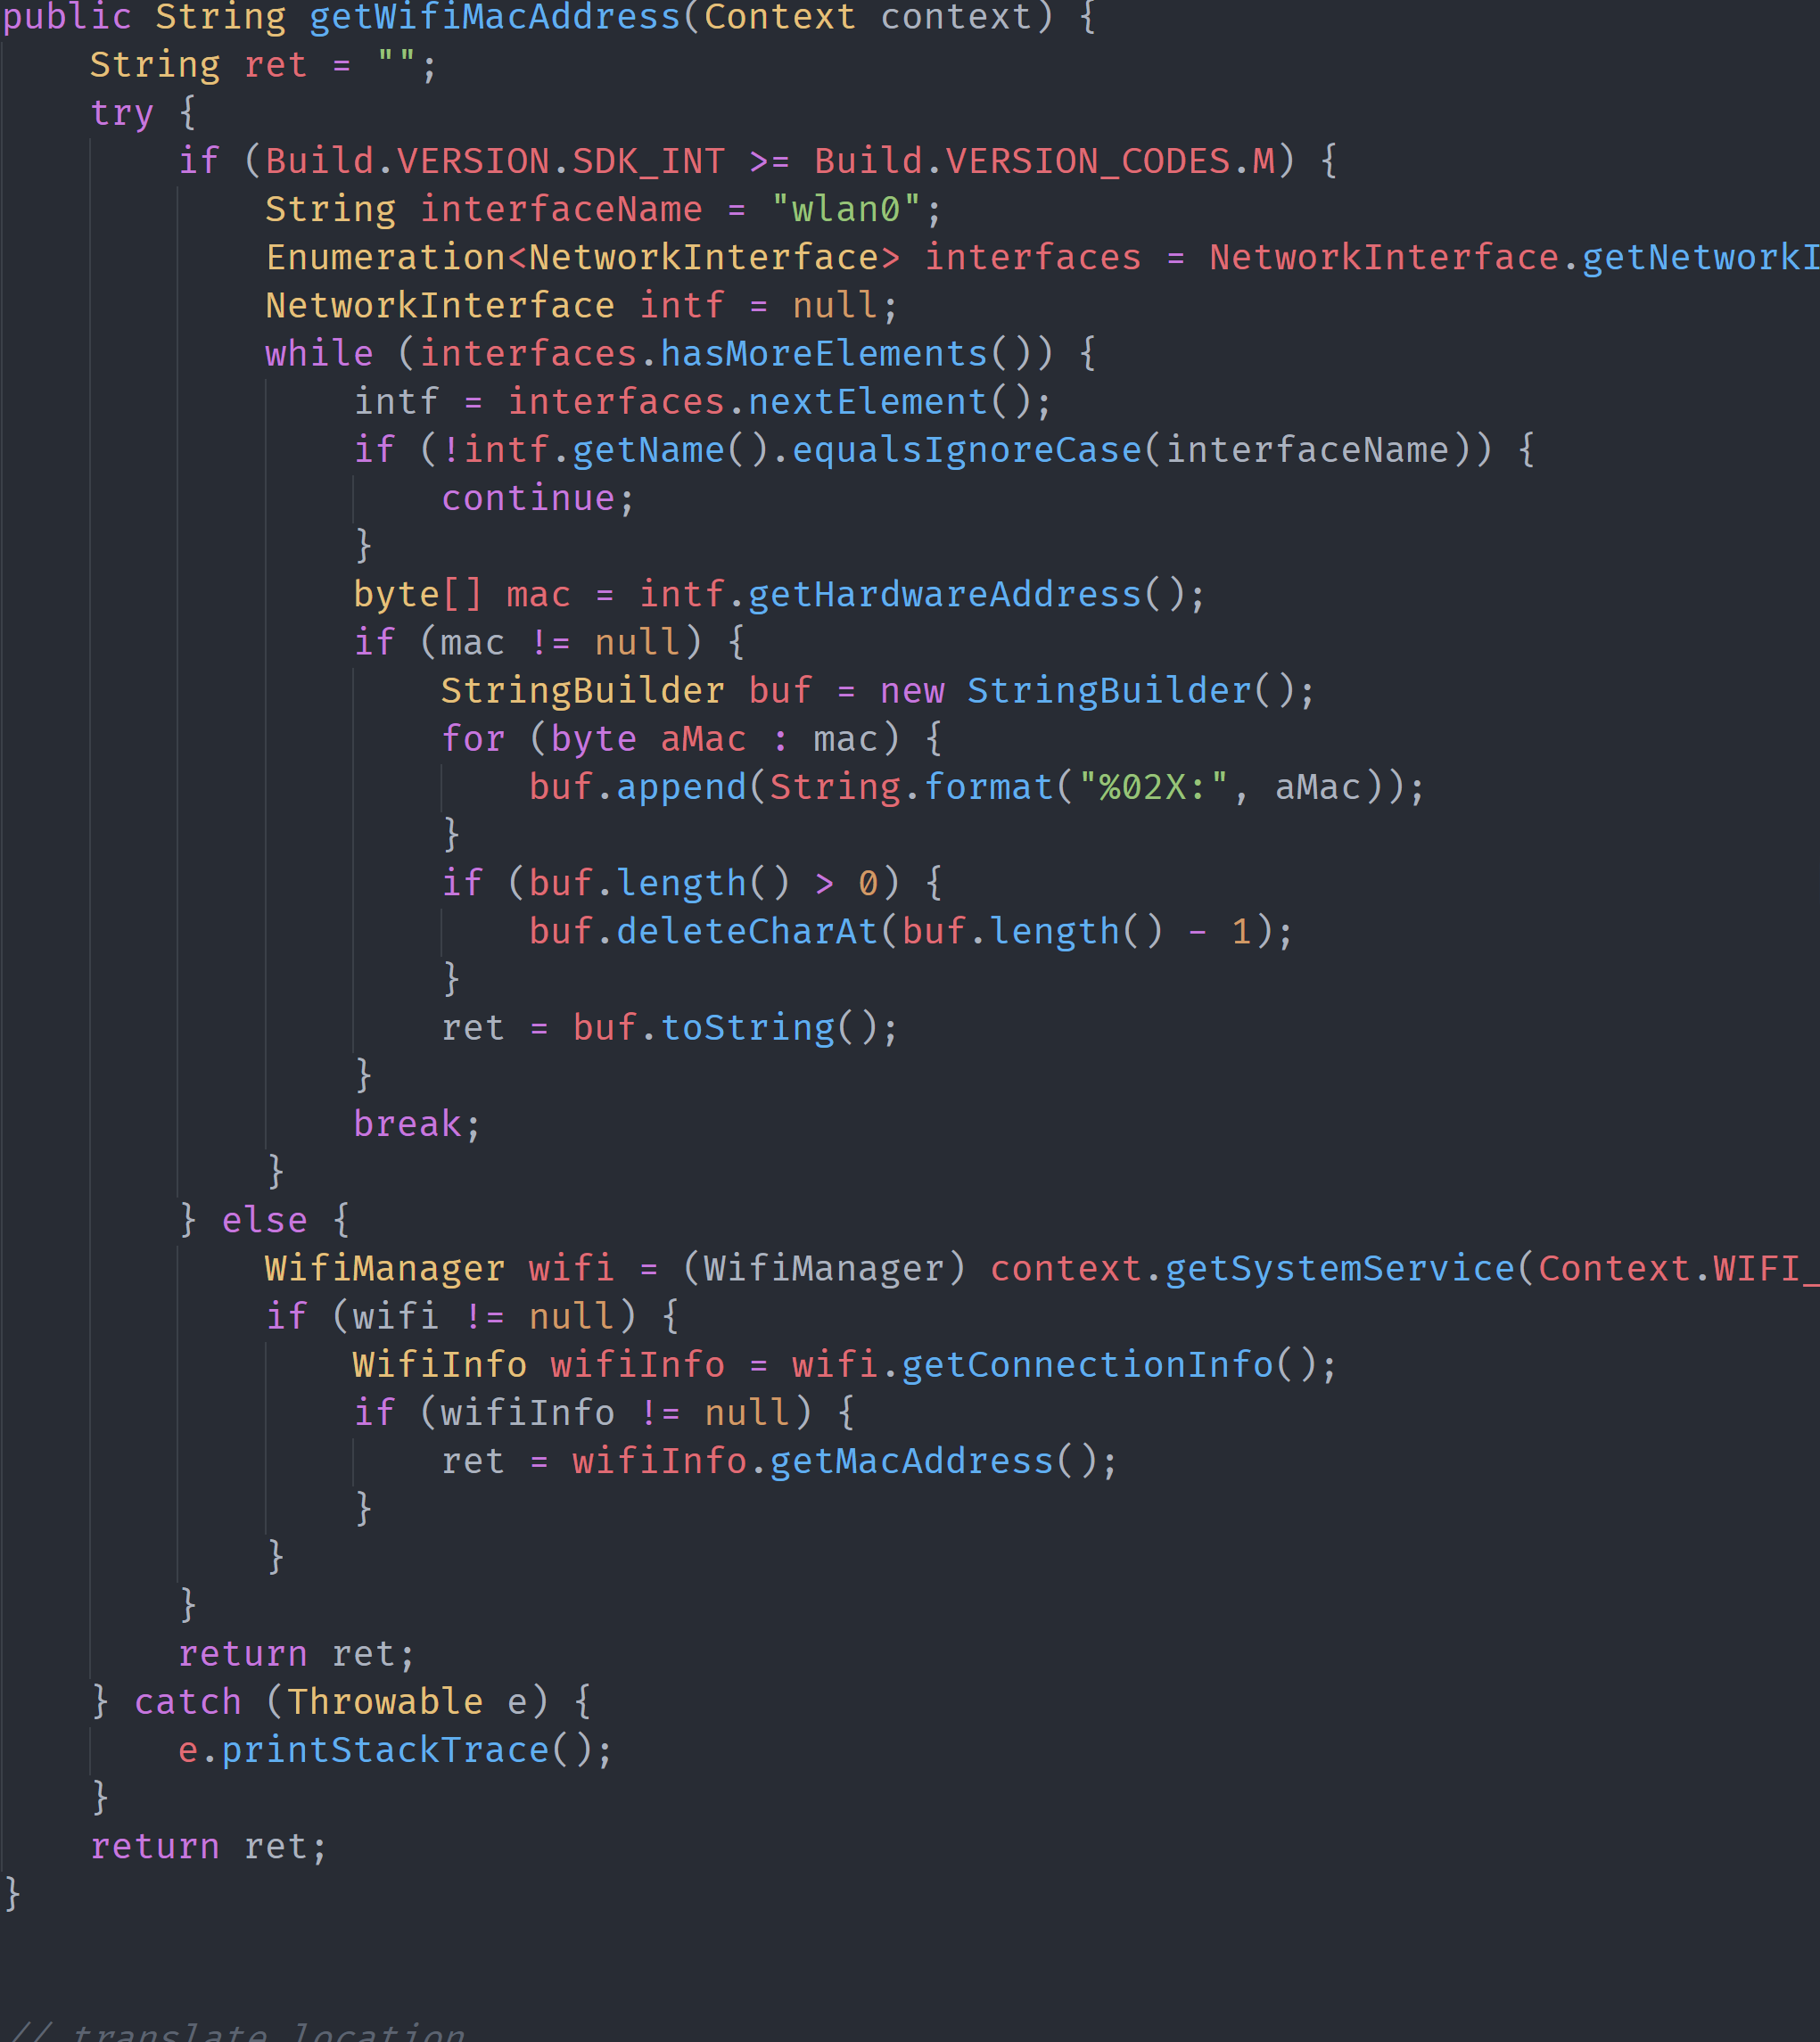 public String getWifiMacAddress(Context context) {
    String ret = "";
    try {
        if (Build.VERSION.SDK_INT >= Build.VERSION_CODES.M) {
            String interfaceName = "wlan0";
            Enumeration<NetworkInterface> interfaces = NetworkInterface.getNetworkI
            NetworkInterface intf = null;
            while (interfaces.hasMoreElements()) {
                intf = interfaces.nextElement();
                if (!intf.getName().equalsIgnoreCase(interfaceName)) {
                    continue;
                }
                byte[] mac = intf.getHardwareAddress();
                if (mac != null) {
                    StringBuilder buf = new StringBuilder();
                    for (byte aMac : mac) {
                        buf.append(String.format("%02X:", aMac));
                    }
                    if (buf.length() > 0) {
                        buf.deleteCharAt(buf.length() - 1);
                    }
                    ret = buf.toString();
                }
                break;
            }
        } else {
            WifiManager wifi = (WifiManager) context.getSystemService(Context.WIFI_
            if (wifi != null) {
                WifiInfo wifiInfo = wifi.getConnectionInfo();
                if (wifiInfo != null) {
                    ret = wifiInfo.getMacAddress();
                }
            }
        }
        return ret;
    } catch (Throwable e) {
        e.printStackTrace();
    }
    return ret;
}
// translate location